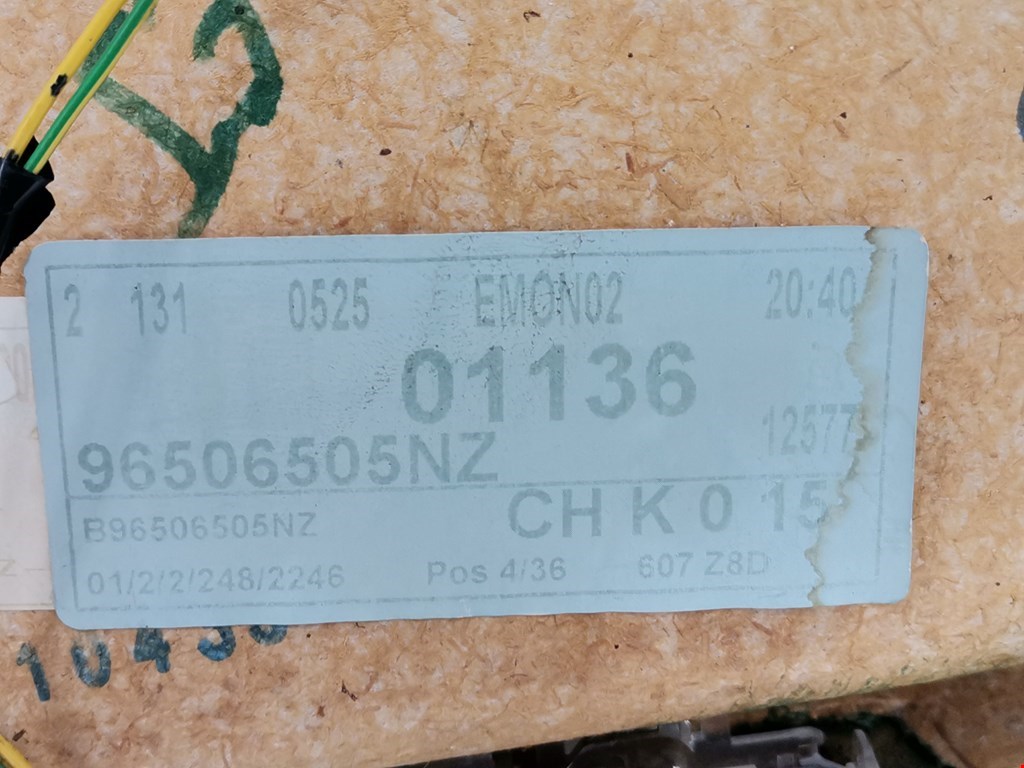 2 131 0525 EMON02 20:40
01136
12577
96506505NZ
CH K 0 15
B96506505NZ
01/2/2/248/2246 Pos 4/36 607 Z8D